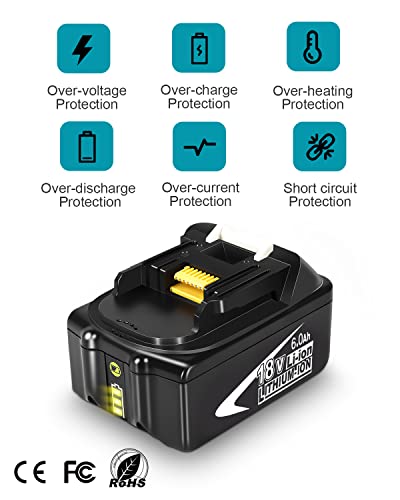 Over-voltage
Protection
Over-charge
Protection
Over-heating
Protection
Over-discharge
Protection
Over-current
Protection
Short circuit
Protection
6.0Ah
18V Li-ion
LITHIUM-ION
CE FC RoHS